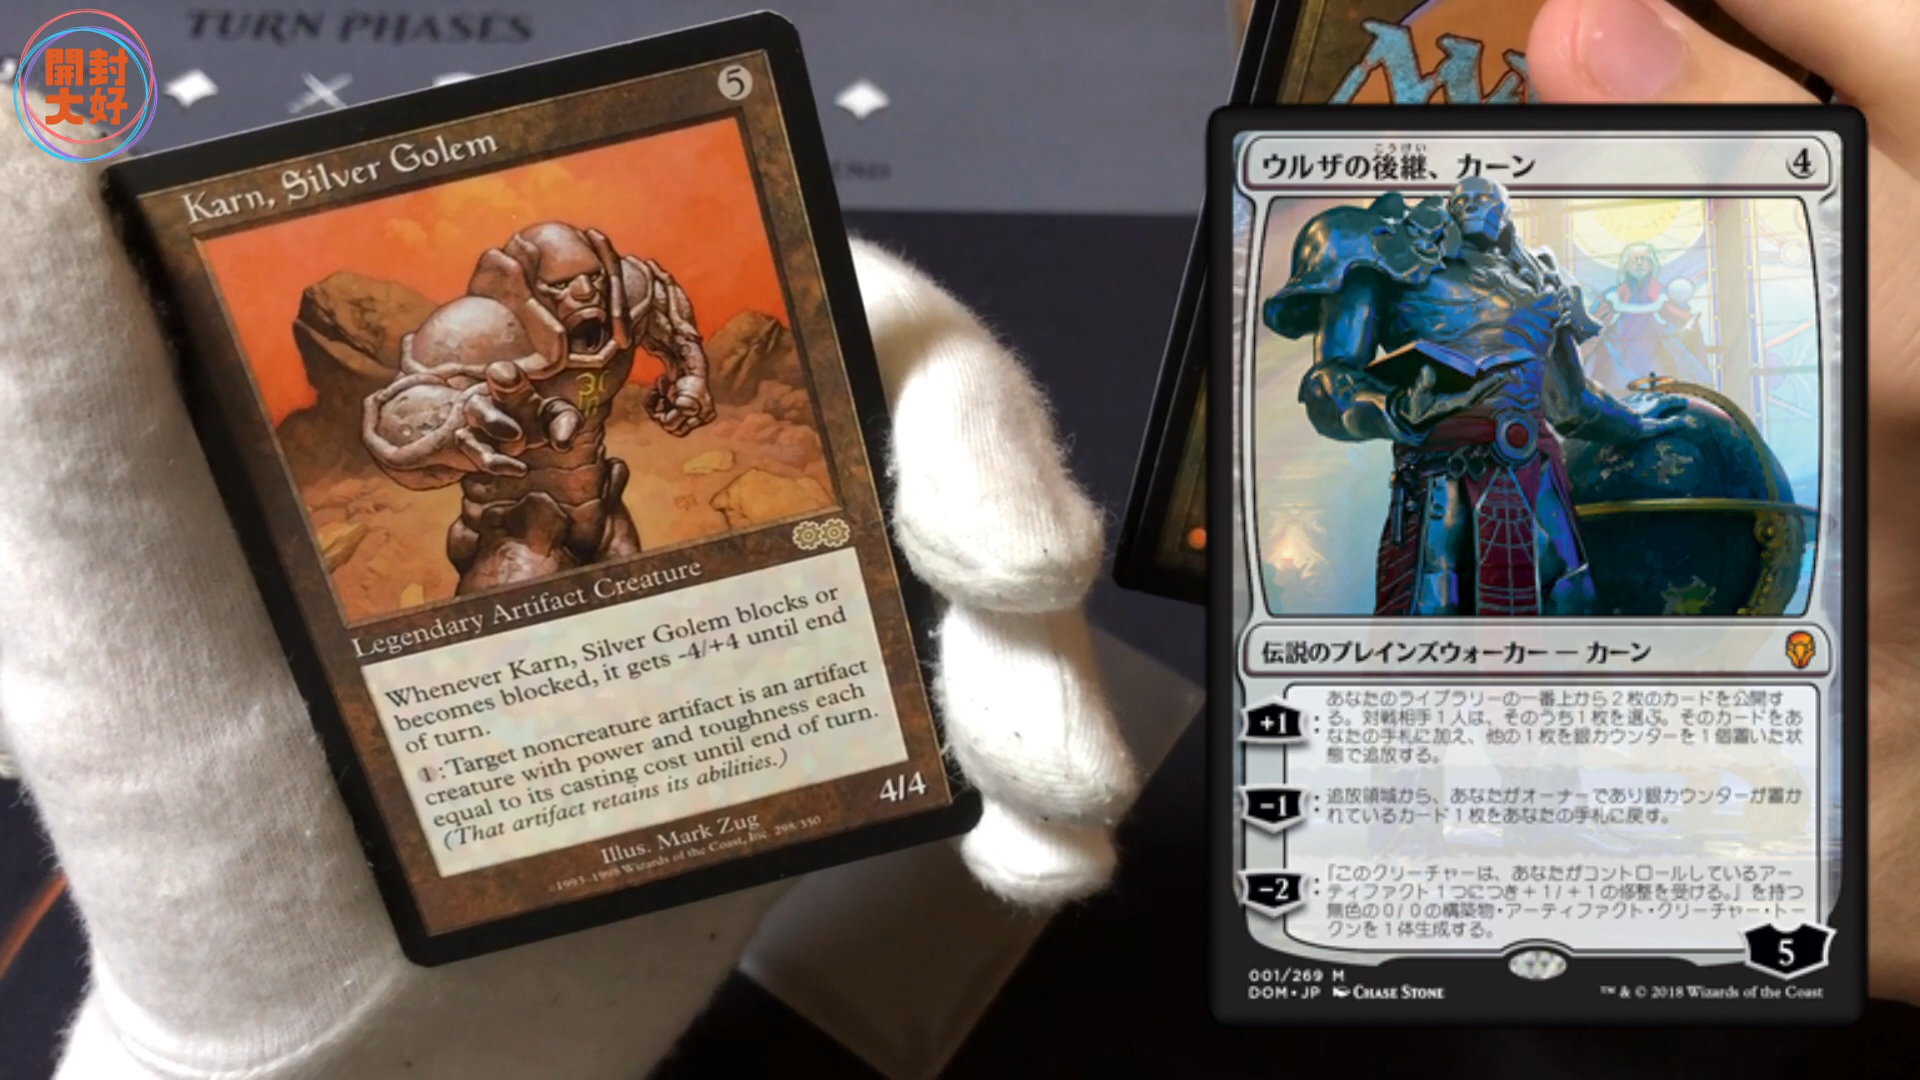 開封
大好
TURN PHASES
Karn, Silver Golem
5
Legendary Artifact Creature
Whenever Karn, Silver Golem blocks or
becomes blocked, it gets -4/+4 until end
of turn.
1:Target noncreature artifact is an artifact
creature with power and toughness each
equal to its casting cost until end of turn.
(That artifact retains its abilities.)
4/4
Illus. Mark Zug
©1993-1998 Wizards of the Coast, Inc. 298/350
こうけい
ウルザの後継、カーン
4
伝説のプレインズウォーカー — カーン
+1 : あなたのライブラリーの一番上から2枚のカードを公開す
る。対戦相手1人は、そのうち1枚を選ぶ。そのカードをあ
なたの手札に加え、他の1枚を銀カウンターを1個置いた状
態で追放する。
-1 : 追放領域から、あなたがオーナーであり銀カウンターが置か
れているカード1枚をあなたの手札に戻す。
-2 : 「このクリーチャーは、あなたがコントロールしているアー
ティファクト1つにつき+1/+1の修整を受ける。」を持つ
無色の0/0の構築物・アーティファクト・クリーチャー・トー
クンを1体生成する。
5
001/269 M
DOM • JP CHASE STONE
™ & © 2018 Wizards of the Coast